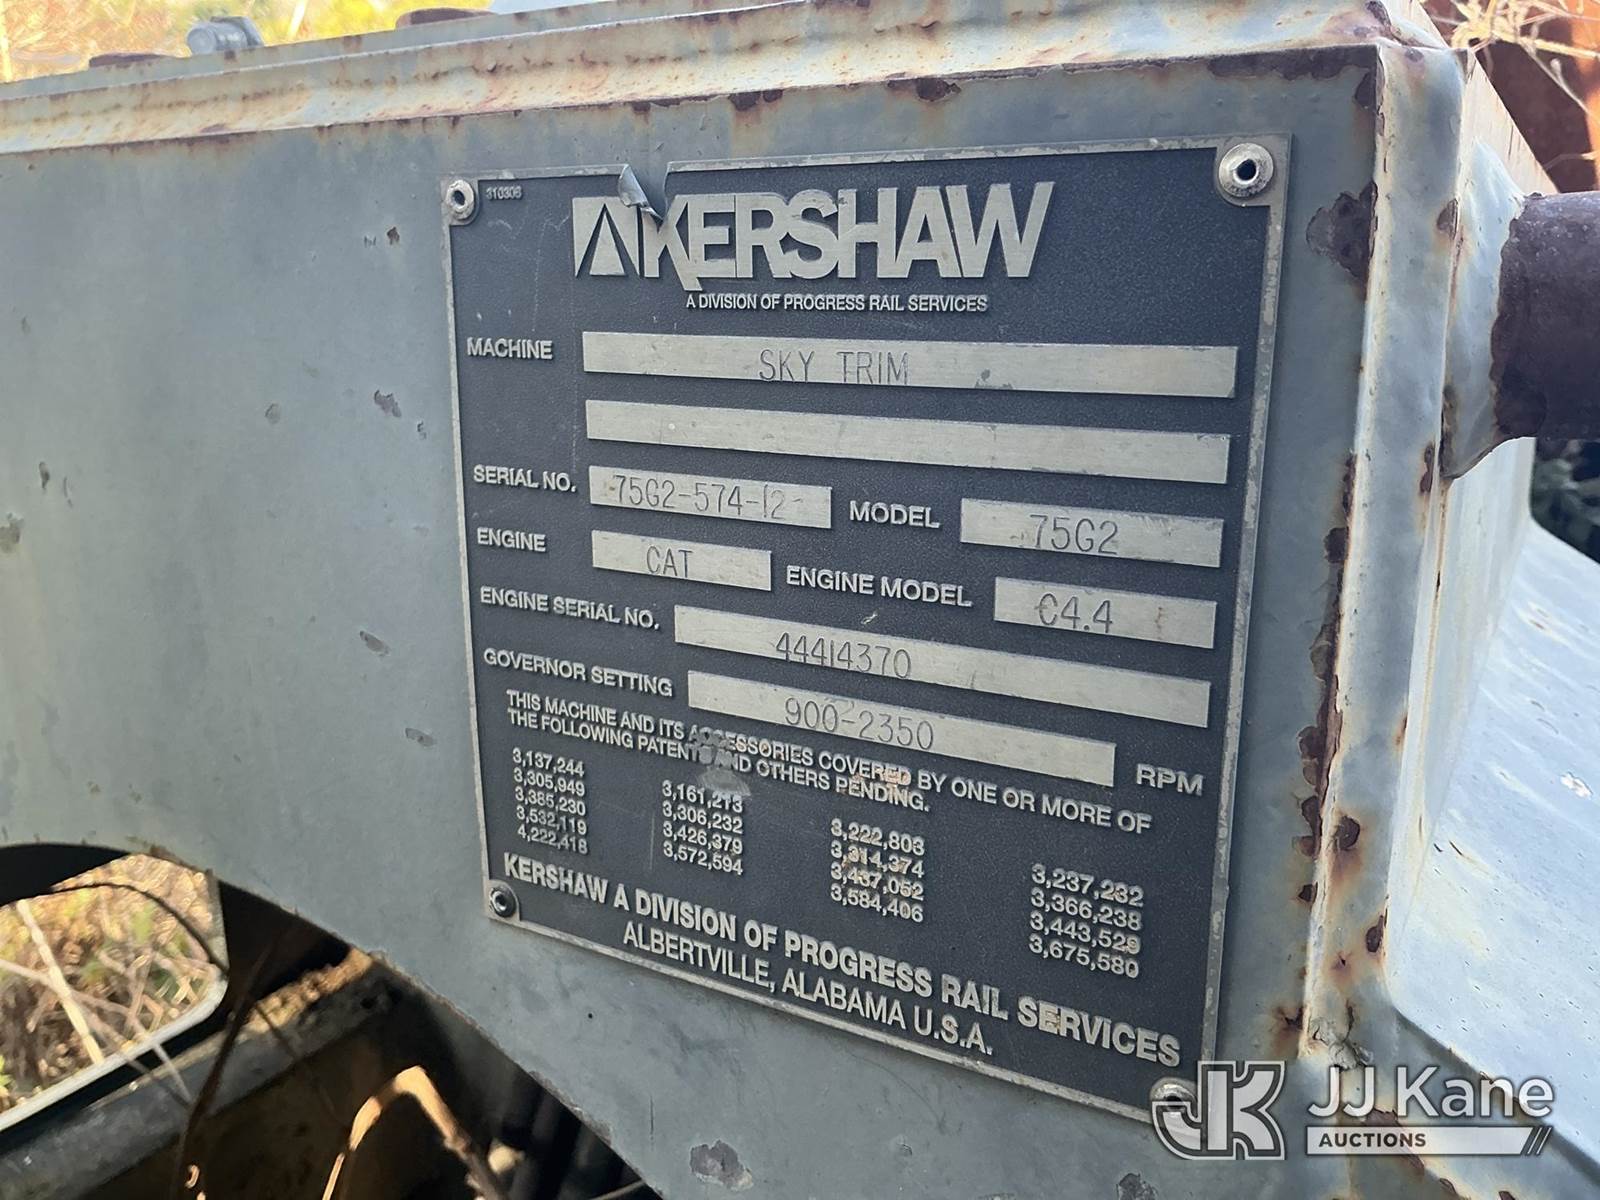 310306
KERSHAW
A DIVISION OF PROGRESS RAIL SERVICES
MACHINE SKY TRIM
SERIAL NO. 75G2-574-12 MODEL 75G2
ENGINE CAT ENGINE MODEL C4.4
ENGINE SERIAL NO. 44414370
GOVERNOR SETTING 900-2350 RPM
THIS MACHINE AND ITS ACCESSORIES COVERED BY ONE OR MORE OF
THE FOLLOWING PATENTS AND OTHERS PENDING.
3,137,244 3,161,213 3,222,803 3,237,232
3,305,949 3,306,232 3,314,374 3,366,238
3,385,230 3,426,379 3,437,052 3,443,529
3,532,119 3,572,594 3,584,406 3,675,580
4,222,418
KERSHAW A DIVISION OF PROGRESS RAIL SERVICES
ALBERTVILLE, ALABAMA U.S.A.
JK JJ Kane
AUCTIONS